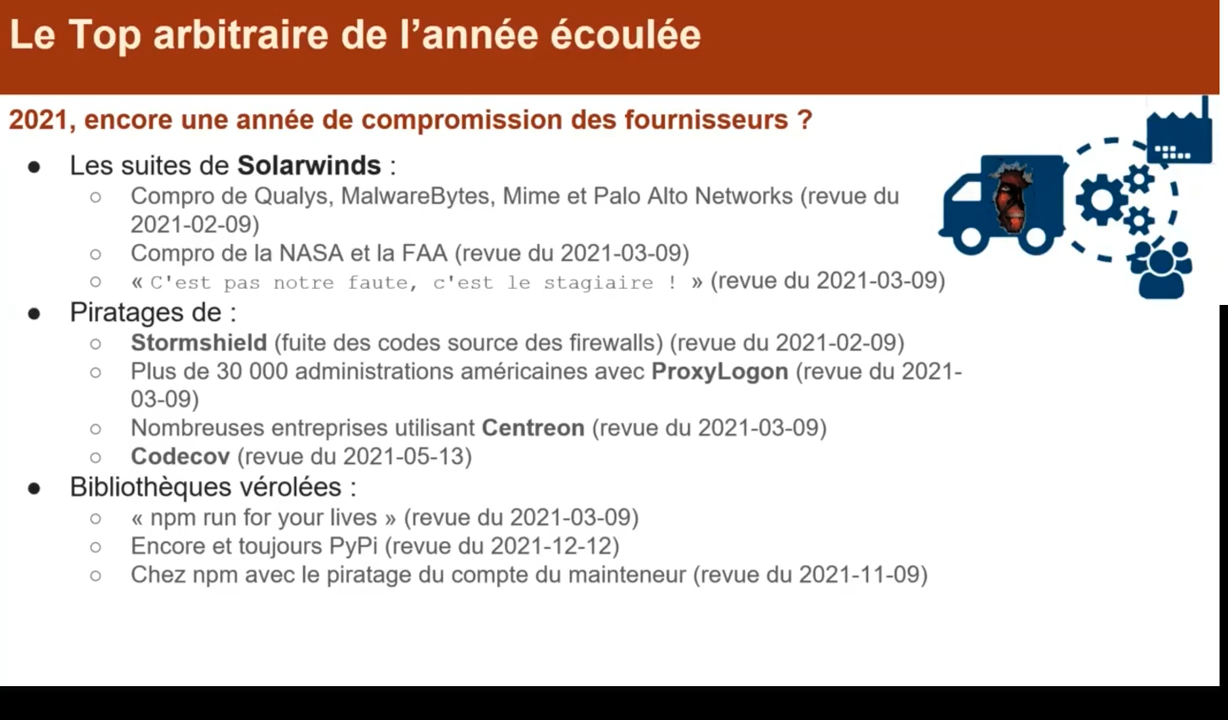 Le Top arbitraire de l’année écoulée
2021, encore une année de compromission des fournisseurs ?
● Les suites de Solarwinds :
○ Compro de Qualys, MalwareBytes, Mime et Palo Alto Networks (revue du
2021-02-09)
○ Compro de la NASA et la FAA (revue du 2021-03-09)
○ « C'est pas notre faute, c'est le stagiaire ! » (revue du 2021-03-09)
● Piratages de :
○ Stormshield (fuite des codes source des firewalls) (revue du 2021-02-09)
○ Plus de 30 000 administrations américaines avec ProxyLogon (revue du 2021-
03-09)
○ Nombreuses entreprises utilisant Centreon (revue du 2021-03-09)
○ Codecov (revue du 2021-05-13)
● Bibliothèques vérolées :
○ « npm run for your lives » (revue du 2021-03-09)
○ Encore et toujours PyPi (revue du 2021-12-12)
○ Chez npm avec le piratage du compte du mainteneur (revue du 2021-11-09)